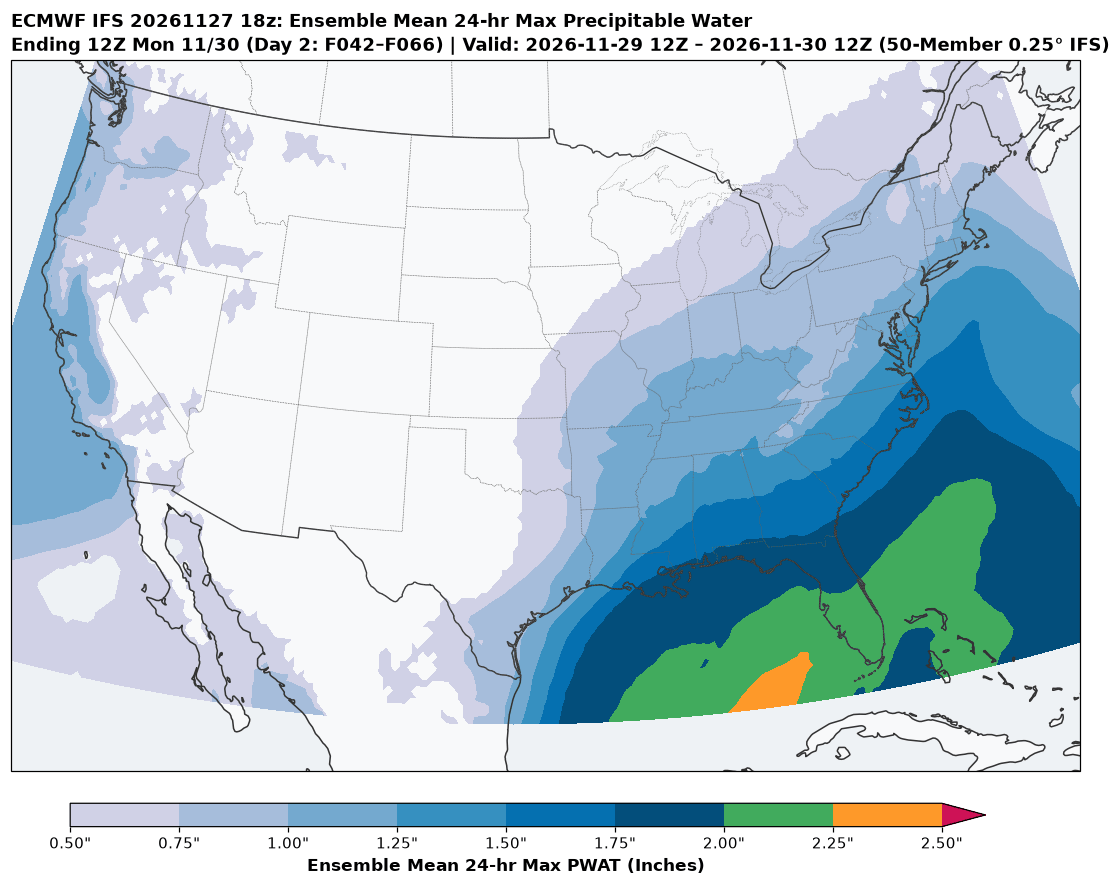 ECMWF IFS 20261127 18z: Ensemble Mean 24-hr Max Precipitable Water
Ending 12Z Mon 11/30 (Day 2: F042–F066) | Valid: 2026-11-29 12Z – 2026-11-30 12Z (50-Member 0.25° IFS)
0.50" 0.75" 1.00" 1.25" 1.50" 1.75" 2.00" 2.25" 2.50"
Ensemble Mean 24-hr Max PWAT (Inches)